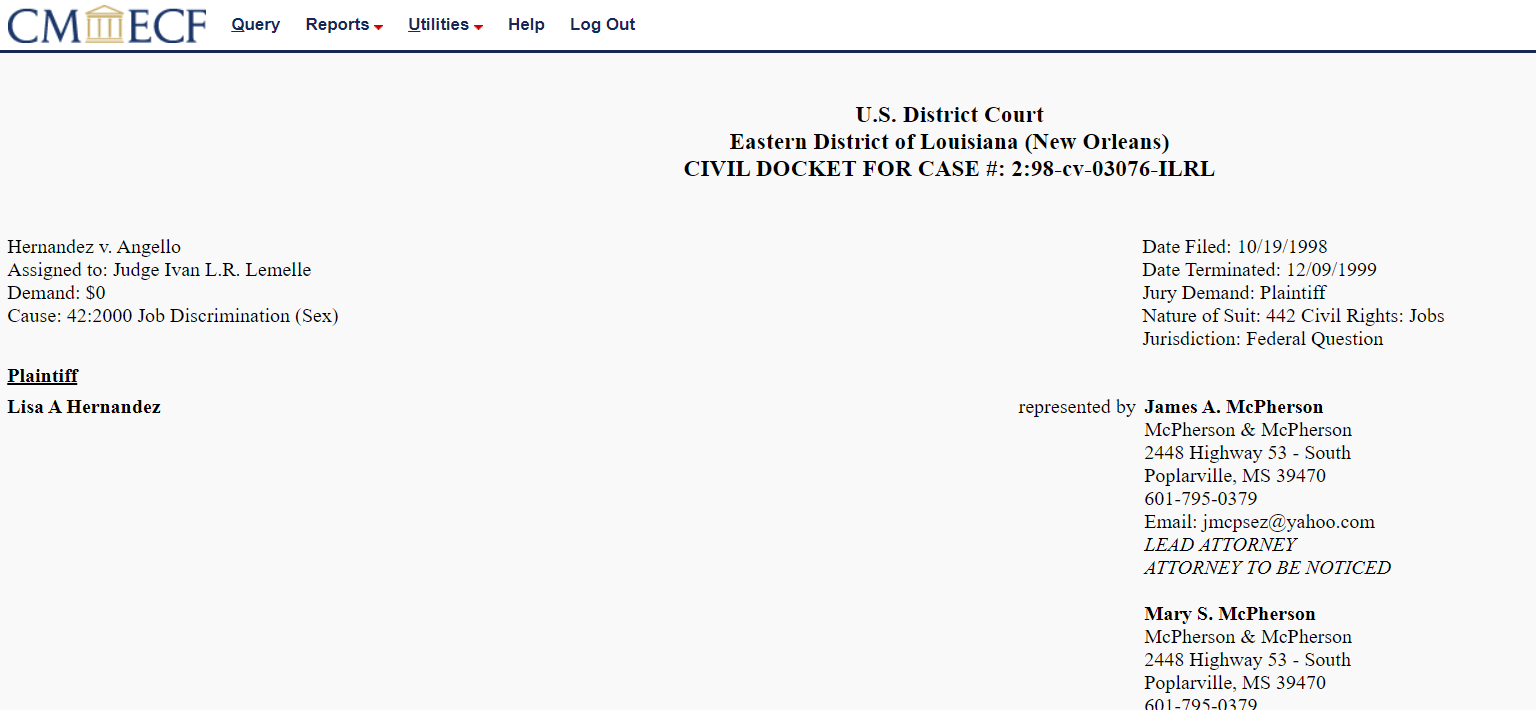 CM ECF Query Reports Utilities Help Log Out
U.S. District Court
Eastern District of Louisiana (New Orleans)
CIVIL DOCKET FOR CASE #: 2:98-cv-03076-ILRL
Hernandez v. Angello
Assigned to: Judge Ivan L.R. Lemelle
Demand: $0
Cause: 42:2000 Job Discrimination (Sex)
Date Filed: 10/19/1998
Date Terminated: 12/09/1999
Jury Demand: Plaintiff
Nature of Suit: 442 Civil Rights: Jobs
Jurisdiction: Federal Question
Plaintiff
Lisa A Hernandez represented by James A. McPherson
McPherson & McPherson
2448 Highway 53 - South
Poplarville, MS 39470
601-795-0379
Email: jmcpsez@yahoo.com
LEAD ATTORNEY
ATTORNEY TO BE NOTICED
Mary S. McPherson
McPherson & McPherson
2448 Highway 53 - South
Poplarville, MS 39470
601-795-0379